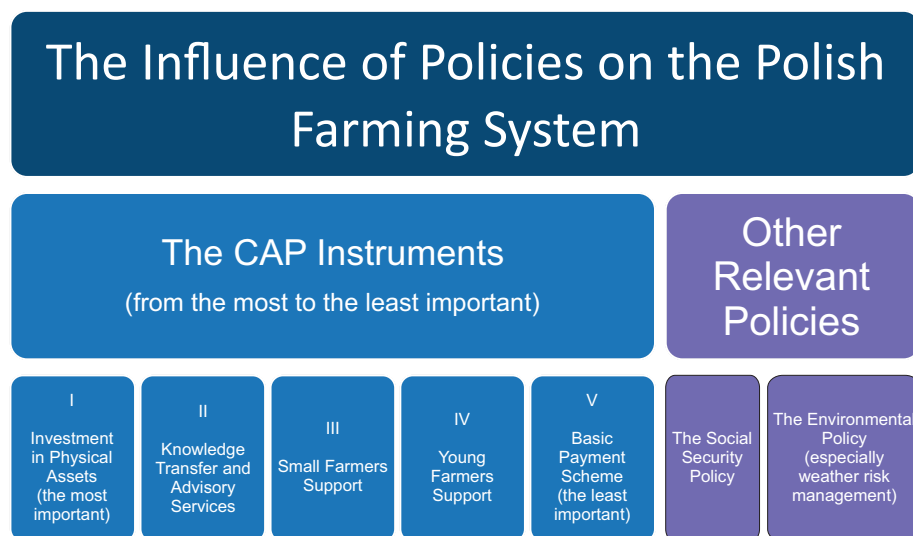 The Influence of Policies on the Polish
Farming System
The CAP Instruments
(from the most to the least important)
Other
Relevant
Policies
I
Investment
in Physical
Assets
(the most
important)
II
Knowledge
Transfer and
Advisory
Services
III
Small Farmers
Support
IV
Young
Farmers
Support
V
Basic
Payment
Scheme
(the least
important)
The Social
Security
Policy
The Environmental
Policy
(especially
weather risk
management)